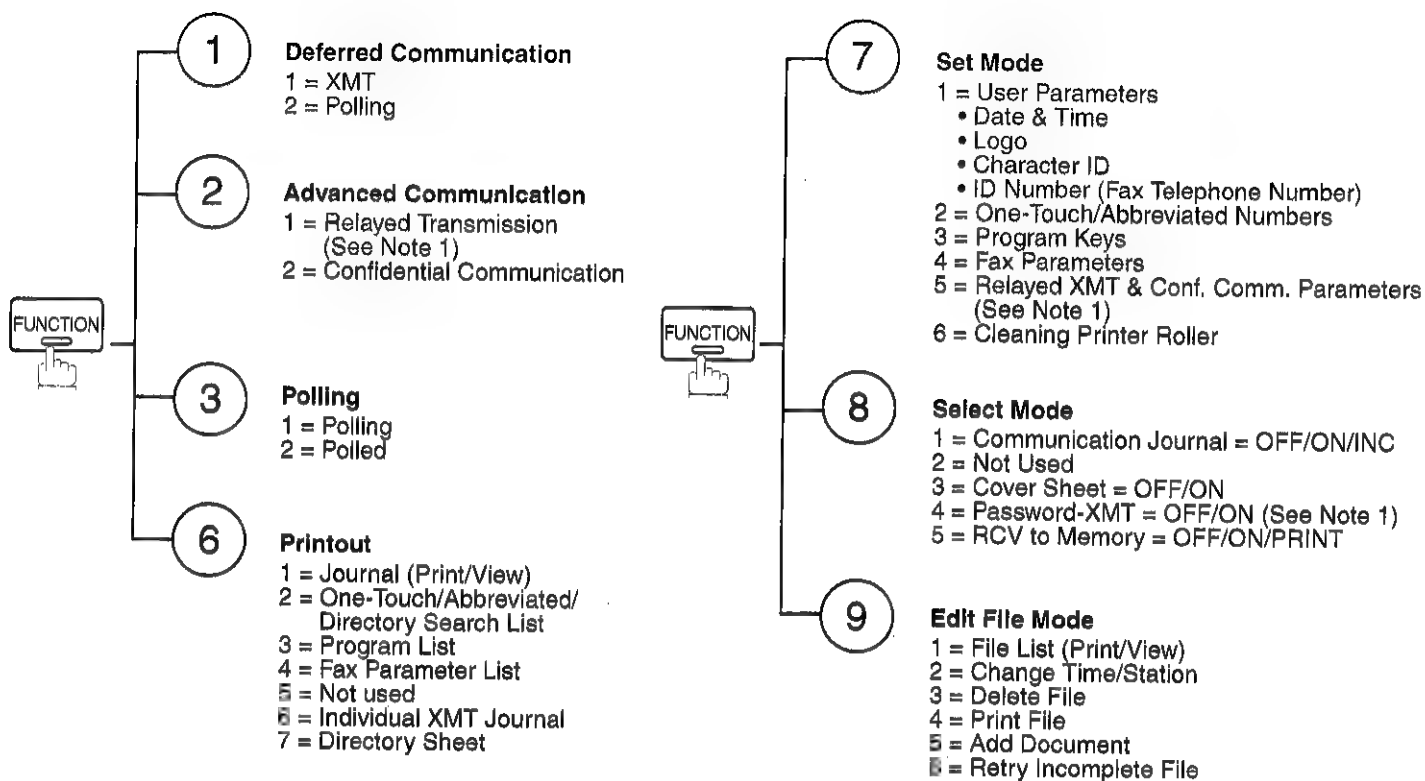 FUNCTION
1
Deferred Communication
1 = XMT
2 = Polling
2
Advanced Communication
1 = Relayed Transmission
(See Note 1)
2 = Confidential Communication
3
Polling
1 = Polling
2 = Polled
6
Printout
1 = Journal (Print/View)
2 = One-Touch/Abbreviated/
Directory Search List
3 = Program List
4 = Fax Parameter List
5 = Not used
6 = Individual XMT Journal
7 = Directory Sheet
FUNCTION
7
Set Mode
1 = User Parameters
• Date & Time
• Logo
• Character ID
• ID Number (Fax Telephone Number)
2 = One-Touch/Abbreviated Numbers
3 = Program Keys
4 = Fax Parameters
5 = Relayed XMT & Conf. Comm. Parameters
(See Note 1)
6 = Cleaning Printer Roller
8
Select Mode
1 = Communication Journal = OFF/ON/INC
2 = Not Used
3 = Cover Sheet = OFF/ON
4 = Password-XMT = OFF/ON (See Note 1)
5 = RCV to Memory = OFF/ON/PRINT
9
Edit File Mode
1 = File List (Print/View)
2 = Change Time/Station
3 = Delete File
4 = Print File
5 = Add Document
6 = Retry Incomplete File